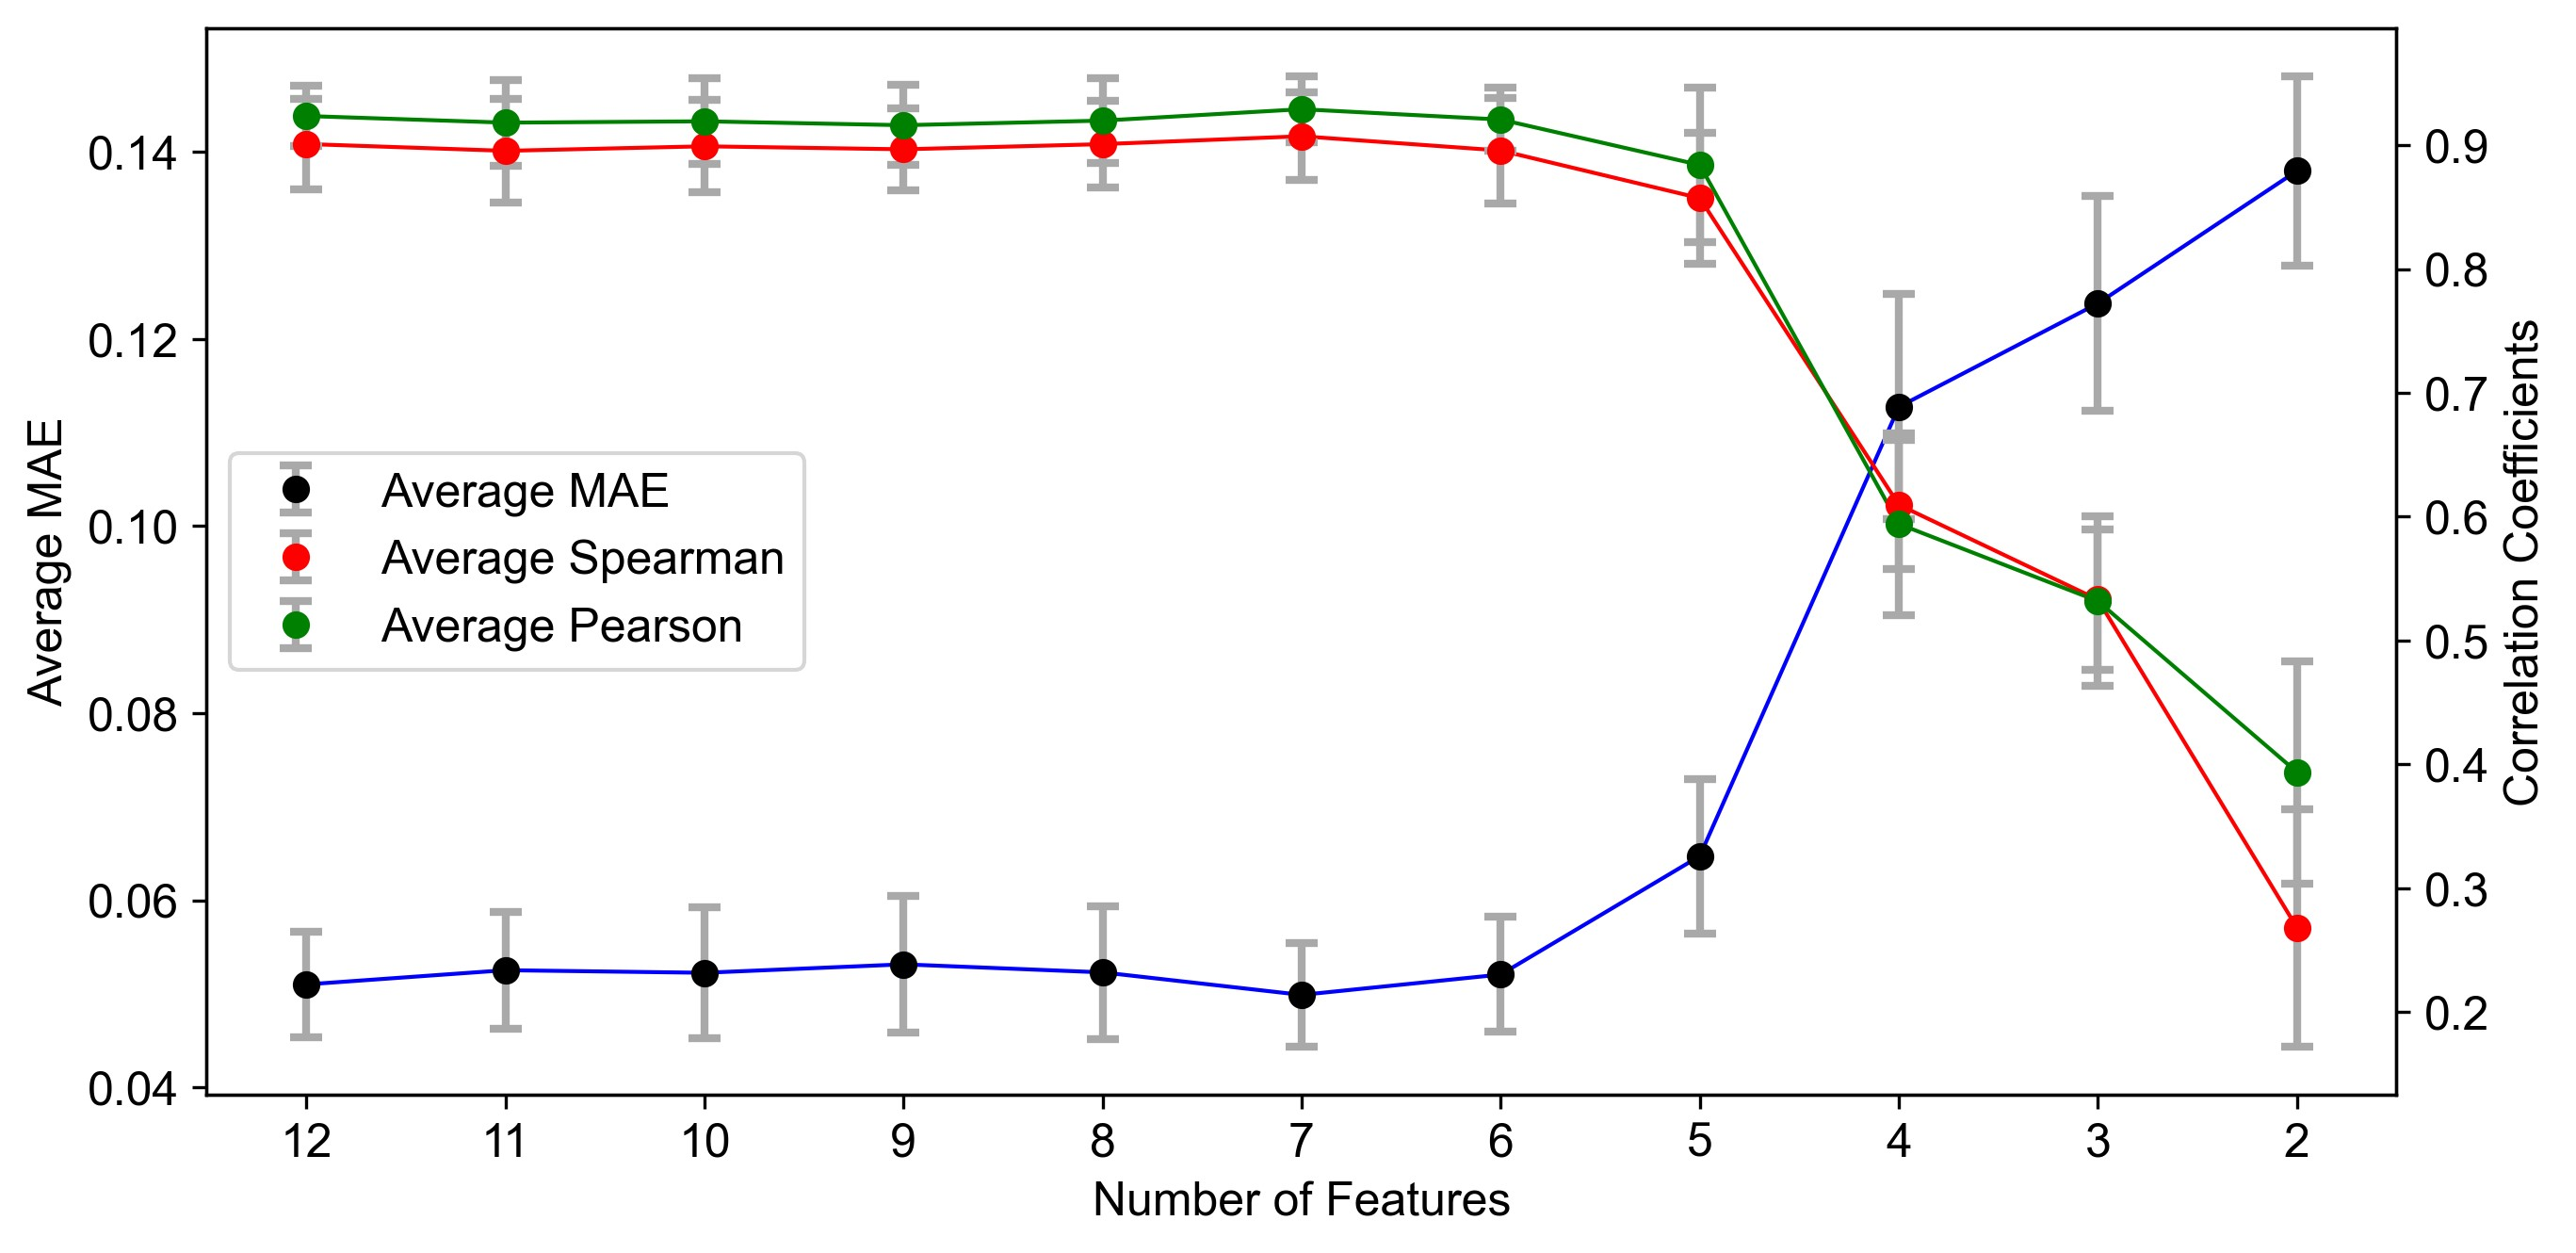 0.14
0.12
0.10
0.08
0.06
0.04
Average MAE
Average MAE
Average Spearman
Average Pearson
0.9
0.8
0.7
0.6
0.5
0.4
0.3
0.2
Correlation Coefficients
12 11 10 9 8 7 6 5 4 3 2
Number of Features